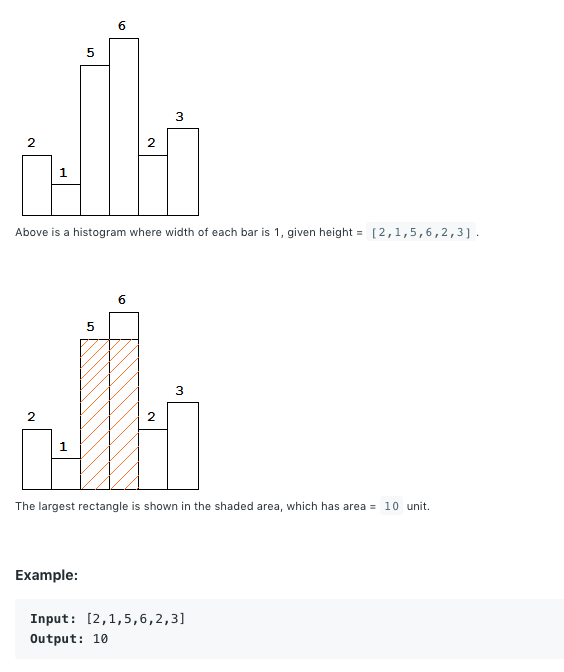 6
5
3
2
2
1
Above is a histogram where width of each bar is 1, given height = [2,1,5,6,2,3].
6
5
3
2
2
1
The largest rectangle is shown in the shaded area, which has area = 10 unit.
Example:
Input: [2,1,5,6,2,3]
Output: 10